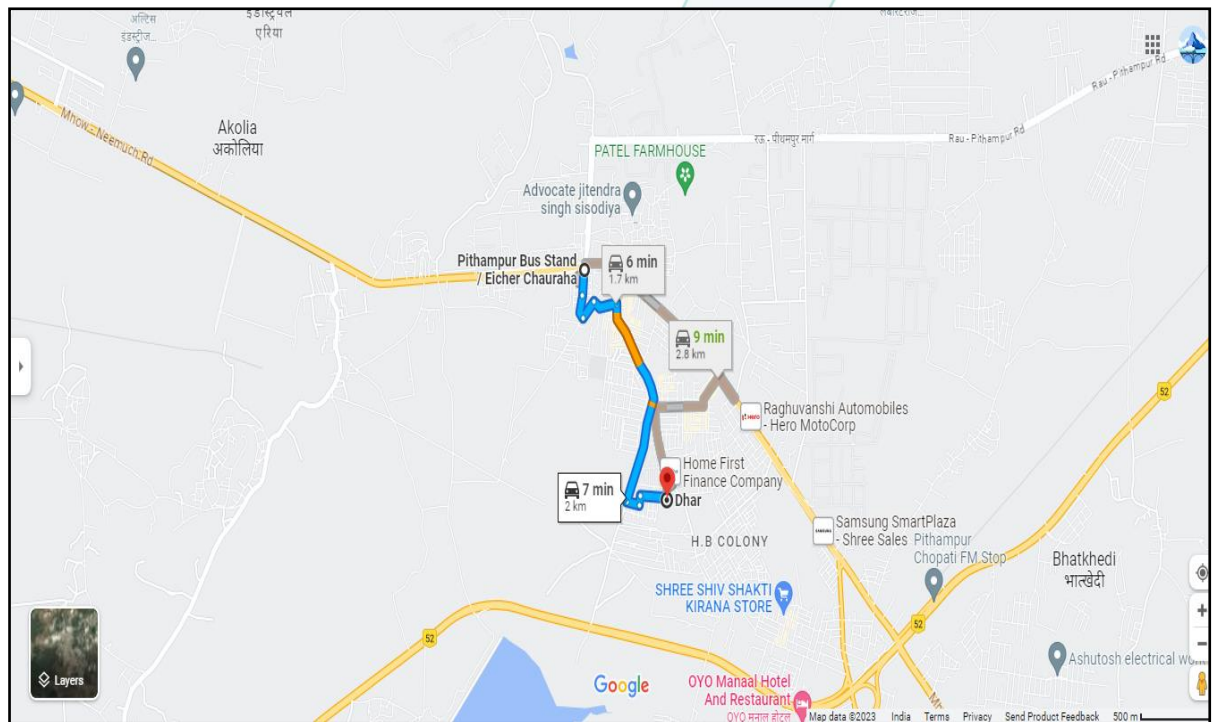 अल्टिस
इंडस्ट्रीज...
इंडस्ट्रियल
एरिया
Mhow - Neemuch Rd
Akolia
अकोलिया
Rau - Pithampur Rd
रऊ - पीथमपुर मार्ग
Rau - Pithampur Rd
PATEL FARMHOUSE
Advocate jitendra
singh sisodiya
Pithampur Bus Stand
/ Eicher Chauraha
6 min
1.7 km
9 min
2.8 km
52
Raghuvanshi Automobiles
- Hero MotoCorp
Home First
Finance Company
7 min
2 km
Dhar
H.B COLONY
SAMSUNG
Samsung SmartPlaza
- Shree Sales
Pithampur
Chopati FM Stop
Bhatkhedi
भाटखेडी
SHREE SHIV SHAKTI
KIRANA STORE
52
52
Ashutosh electrical
Layers
Google
OYO Manaal Hotel
And Restaurant
OYO मनाल होटल
Map data ©2023 India Terms Privacy Send Product Feedback 500 m